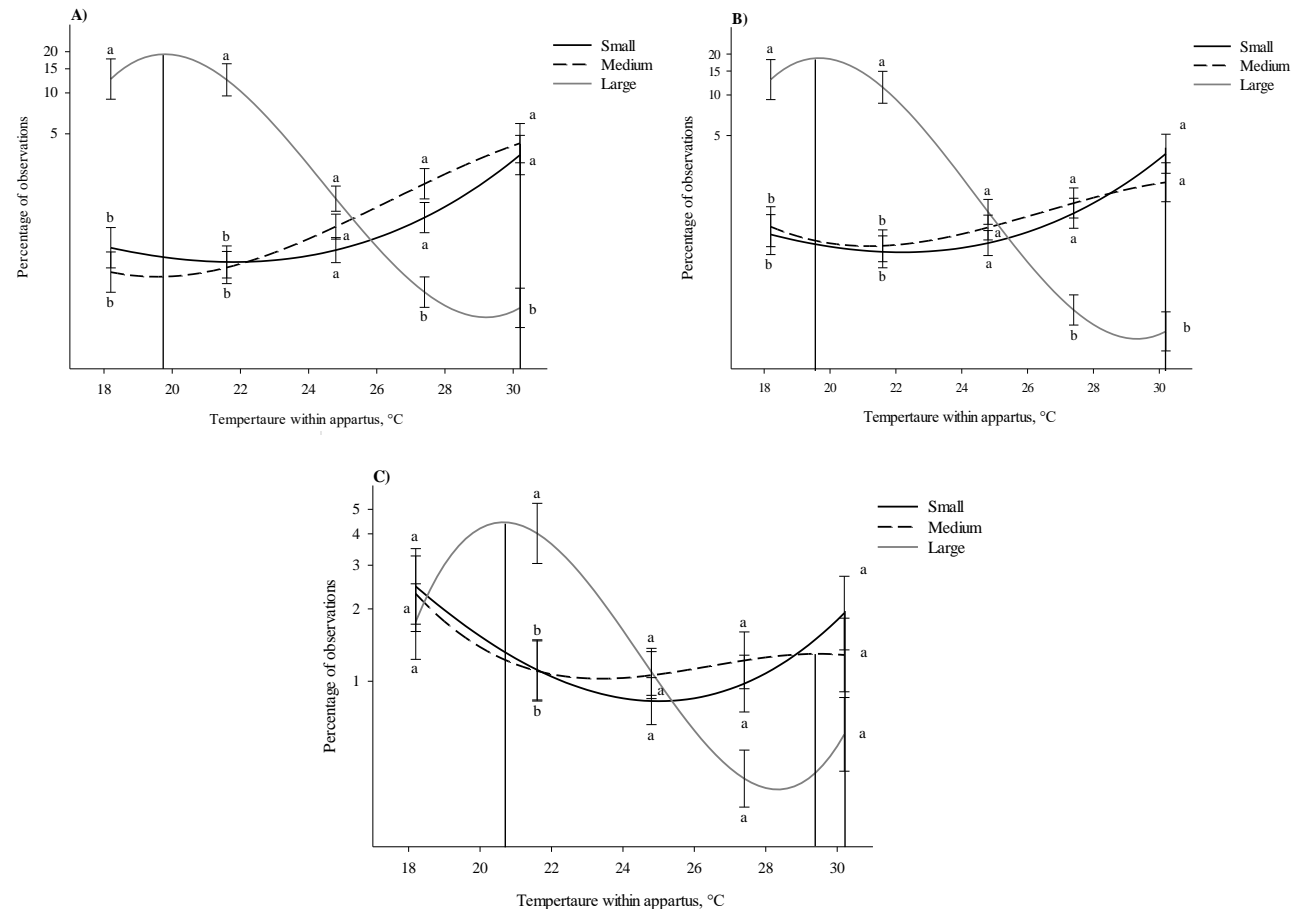 A)
Small
Medium
Large
20
15
10
5
Percentage of observations
a
a
a
a
a
a
b
b
a
a
a
b
b
b
b
18
20
22
24
26
28
30
Tempertaure within appartus, °C
B)
Small
Medium
Large
20
15
10
5
Percentage of observations
a
a
a
a
a
a
b
b
a
a
b
b
a
b
b
18
20
22
24
26
28
30
Tempertaure within appartus, °C
C)
Small
Medium
Large
5
4
3
2
1
Percentage of observations
a
a
a
a
a
b
a
a
a
a
a
b
a
a
a
18
20
22
24
26
28
30
Tempertaure within appartus, °C